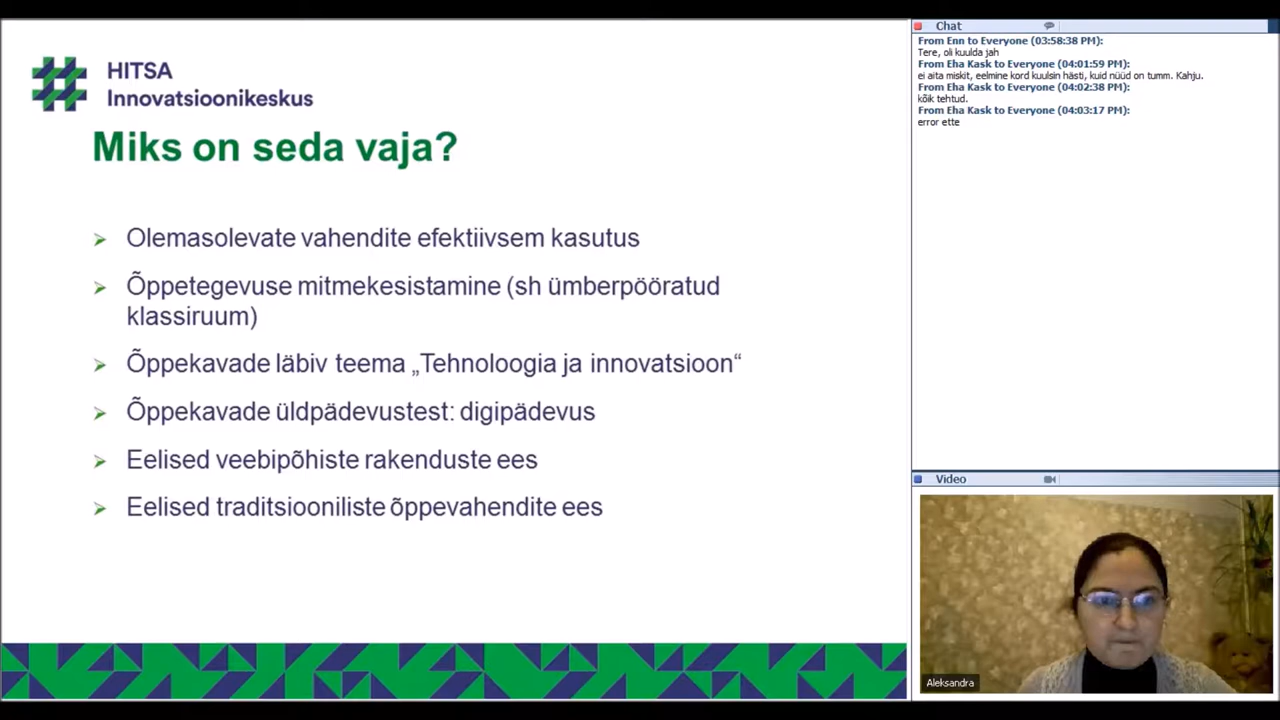 HITSA
Innovatsioonikeskus
Miks on seda vaja?
Olemasolevate vahendite efektiivsem kasutus
Õppetegevuse mitmekesistamine (sh ümberpööratud
klassiruum)
Õppekavade läbiv teema „Tehnoloogia ja innovatsioon“
Õppekavade üldpädevustest: digipädevus
Eelised veebipõhiste rakenduste ees
Eelised traditsiooniliste õppevahendite ees
Chat
From Enn to Everyone (03:58:38 PM):
Tere, oli kuulda jah
From Eha Kask to Everyone (04:01:59 PM):
ei aita miskit, eelmine kord kuulsin hästi, kuid nüüd on tumm. Kahju.
From Eha Kask to Everyone (04:02:38 PM):
kõik tehtud.
From Eha Kask to Everyone (04:03:17 PM):
error ette
Video
Aleksandra